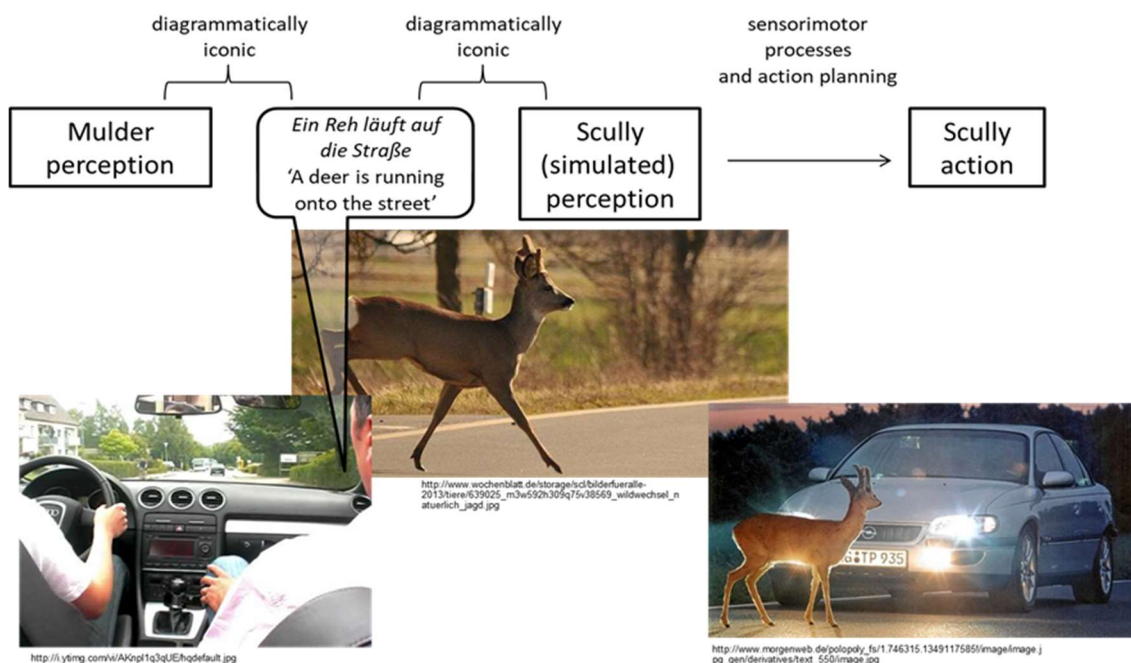 diagrammatically
iconic
diagrammatically
iconic
sensorimotor
processes
and action planning
Mulder
perception
Ein Reh läuft auf
die Straße
‘A deer is running
onto the street’
Scully
(simulated)
perception
Scully
action
http://www.wochenblatt.de/storage/scl/bilderfueralle-
2013/tiere/639025_m3w592h309q75v38569_wildwechsel_n
atuerlich_jagd.jpg
G TP 935
http://i.ytimg.com/vi/AKnpl1q3qUE/hqdefault.jpg
http://www.morgenweb.de/polopoly_fs/1.746315.1349117585!/image/image.j
pg_gen/derivatives/text_550/image.jpg